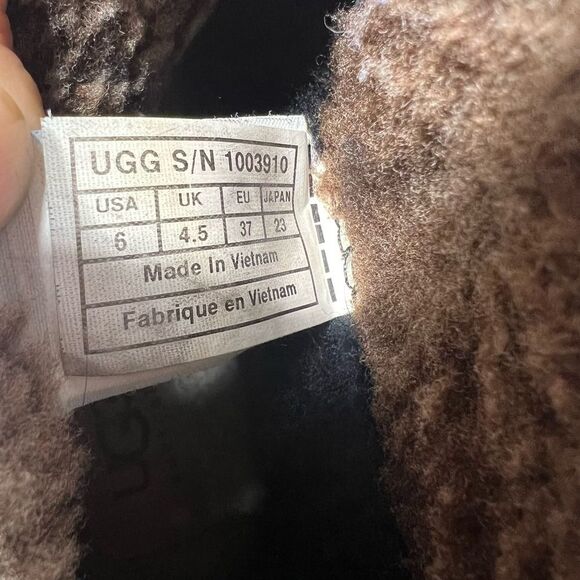 UGG S/N 1003910
USA UK EU JAPAN
6 4.5 37 23
Made In Vietnam
Fabrique en Vietnam